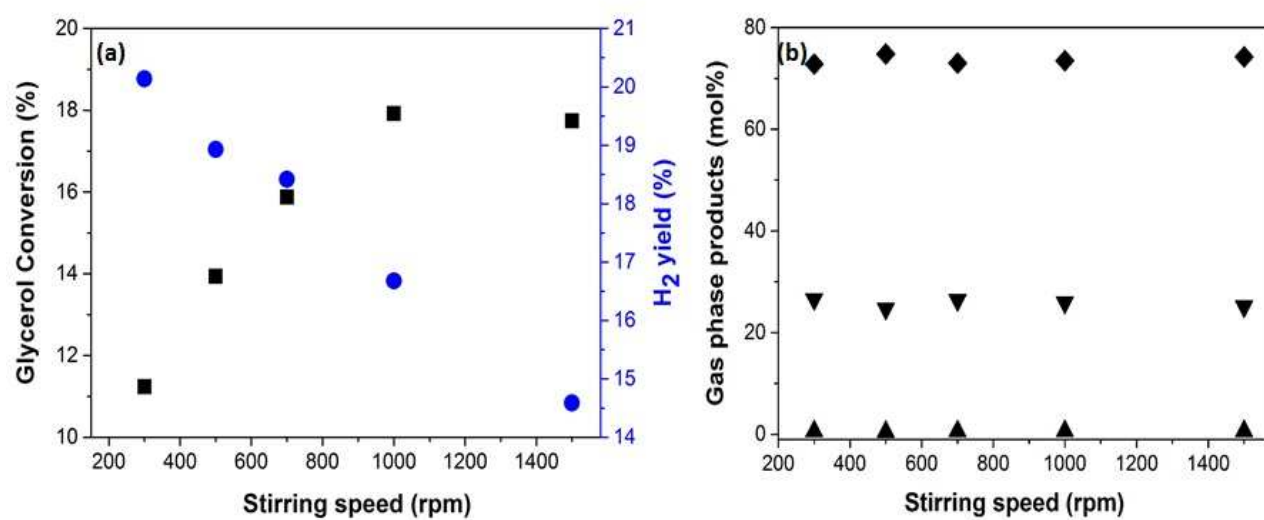 (a)
Glycerol Conversion (%)
20
18
16
14
12
10
200 400 600 800 1000 1200 1400
Stirring speed (rpm)
21
20
19
18
17
16
15
14
H2 yield (%)
(b)
Gas phase products (mol%)
80
60
40
20
0
200 400 600 800 1000 1200 1400
Stirring speed (rpm)